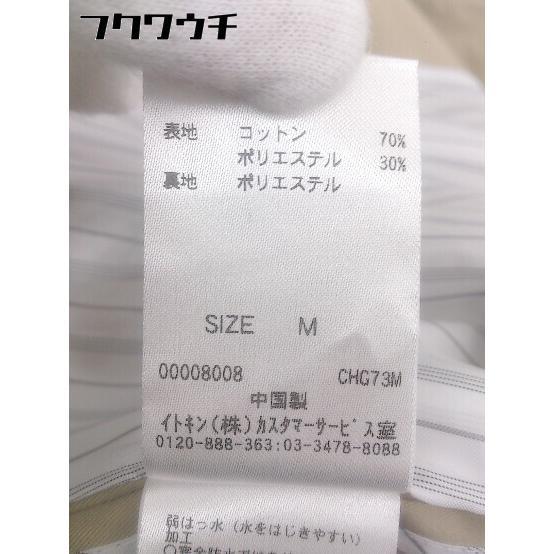 フクワウチ
表地 コットン 70%
ポリエステル 30%
裏地 ポリエステル
SIZE M
00008008 CHG73M
中国製
イトキン(株)カスタマーサービス室
0120-888-363:03-3478-8088
弱はっ水(水をはじきやすい)
加工